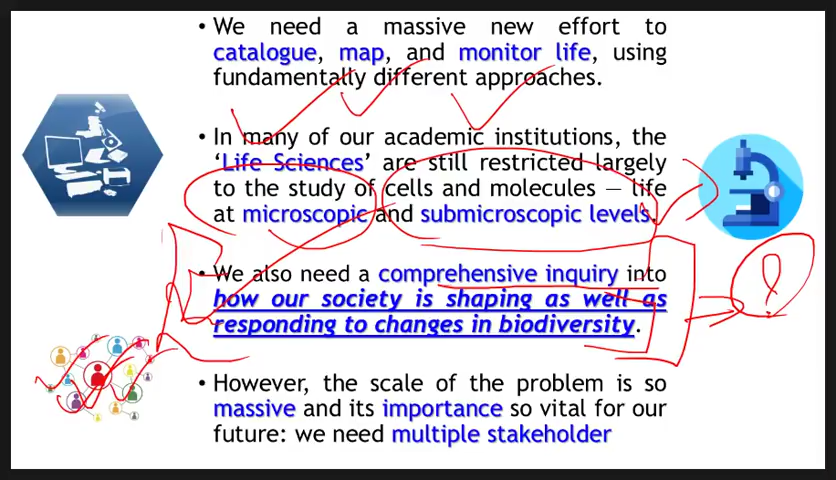 • We need a massive new effort to
catalogue, map, and monitor life, using
fundamentally different approaches.
• In many of our academic institutions, the
‘Life Sciences’ are still restricted largely
to the study of cells and molecules — life
at microscopic and submicroscopic levels.
• We also need a comprehensive inquiry into
how our society is shaping as well as
responding to changes in biodiversity.
• However, the scale of the problem is so
massive and its importance so vital for our
future: we need multiple stakeholder